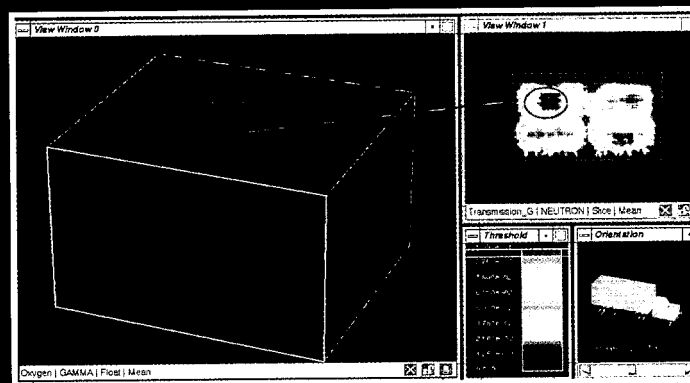 View Window 0
View Window 1
Transmission_G | NEUTRON | Slice | Mean
Threshold
Orientation
Oxygen | GAMMA | Float | Mean